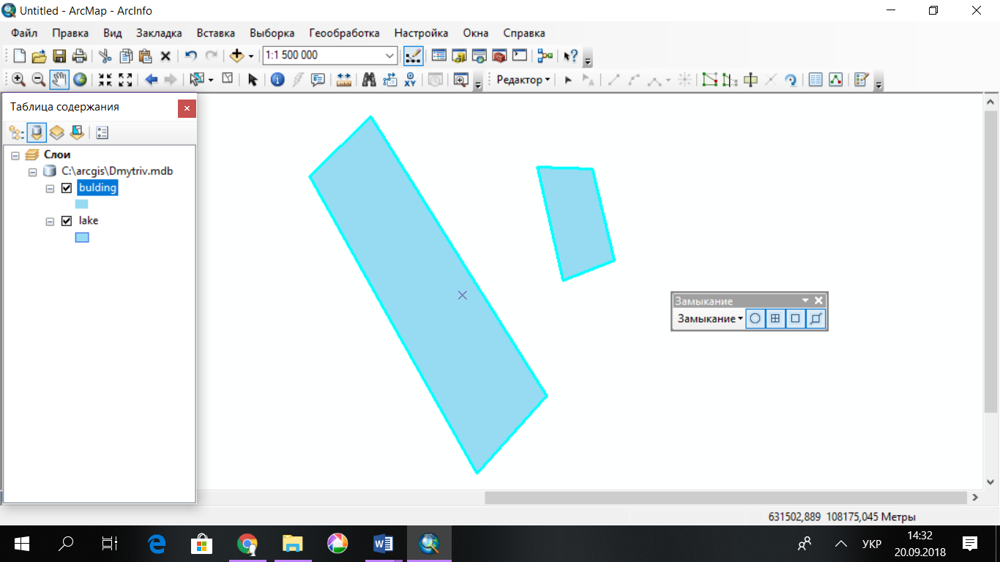 Untitled - ArcMap - ArcInfo
Файл Правка Вид Закладка Вставка Выборка Геообработка Настройка Окна Справка
1:1 500 000
XY Редактор
Таблица содержания
Слои
C:\arcgis\Dmytriv.mdb
bulding
lake
Замыкание
Замыкание
631502,889 108175,045 Метры
УКР
14:32
20.09.2018